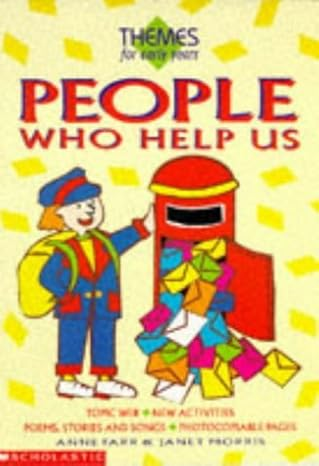 THEMES
for early years
PEOPLE
WHO HELP US
TOPIC WEB ✦ NEW ACTIVITIES
POEMS, STORIES AND SONGS ✦ PHOTOCOPIABLE PAGES
ANNE FARR & JANET MORRIS
SCHOLASTIC